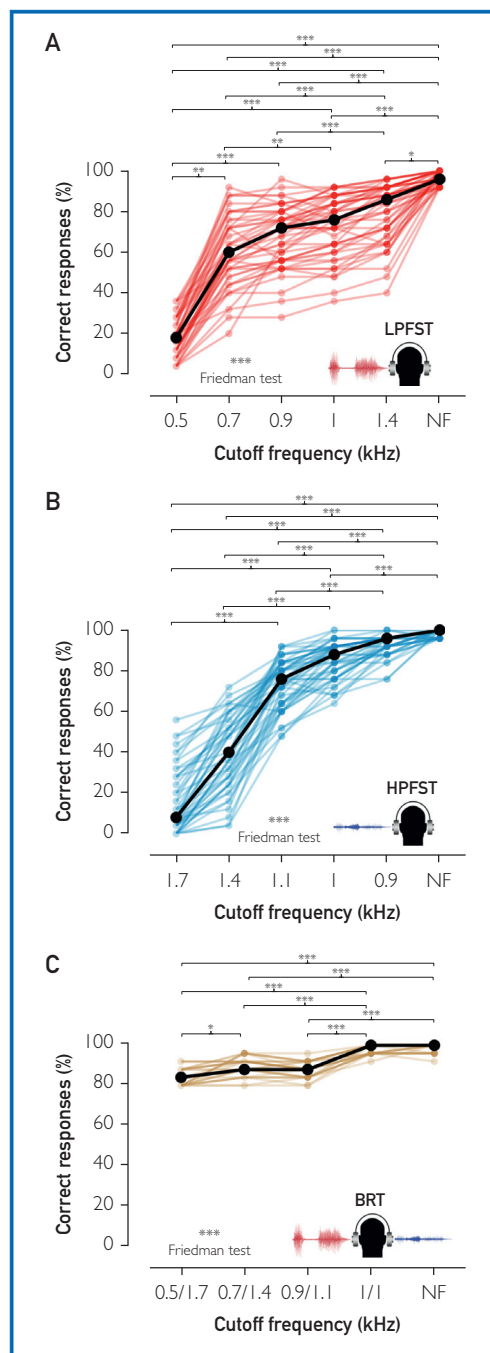 A
***
***
***
***
***
*** ***
***
**
*** *
**
Correct responses (%)
100
80
60
40
20
0
***
Friedman test
LPFST
0.5 0.7 0.9 1 1.4 NF
Cutoff frequency (kHz)
B
***
***
***
***
***
*** ***
***
***
***
Correct responses (%)
100
80
60
40
20
0
***
Friedman test
HPFST
1.7 1.4 1.1 1 0.9 NF
Cutoff frequency (kHz)
C
***
***
***
***
***
* ***
Correct responses (%)
100
80
60
40
20
0
***
Friedman test
BRT
0.5/1.7 0.7/1.4 0.9/1.1 1/1 NF
Cutoff frequency (kHz)